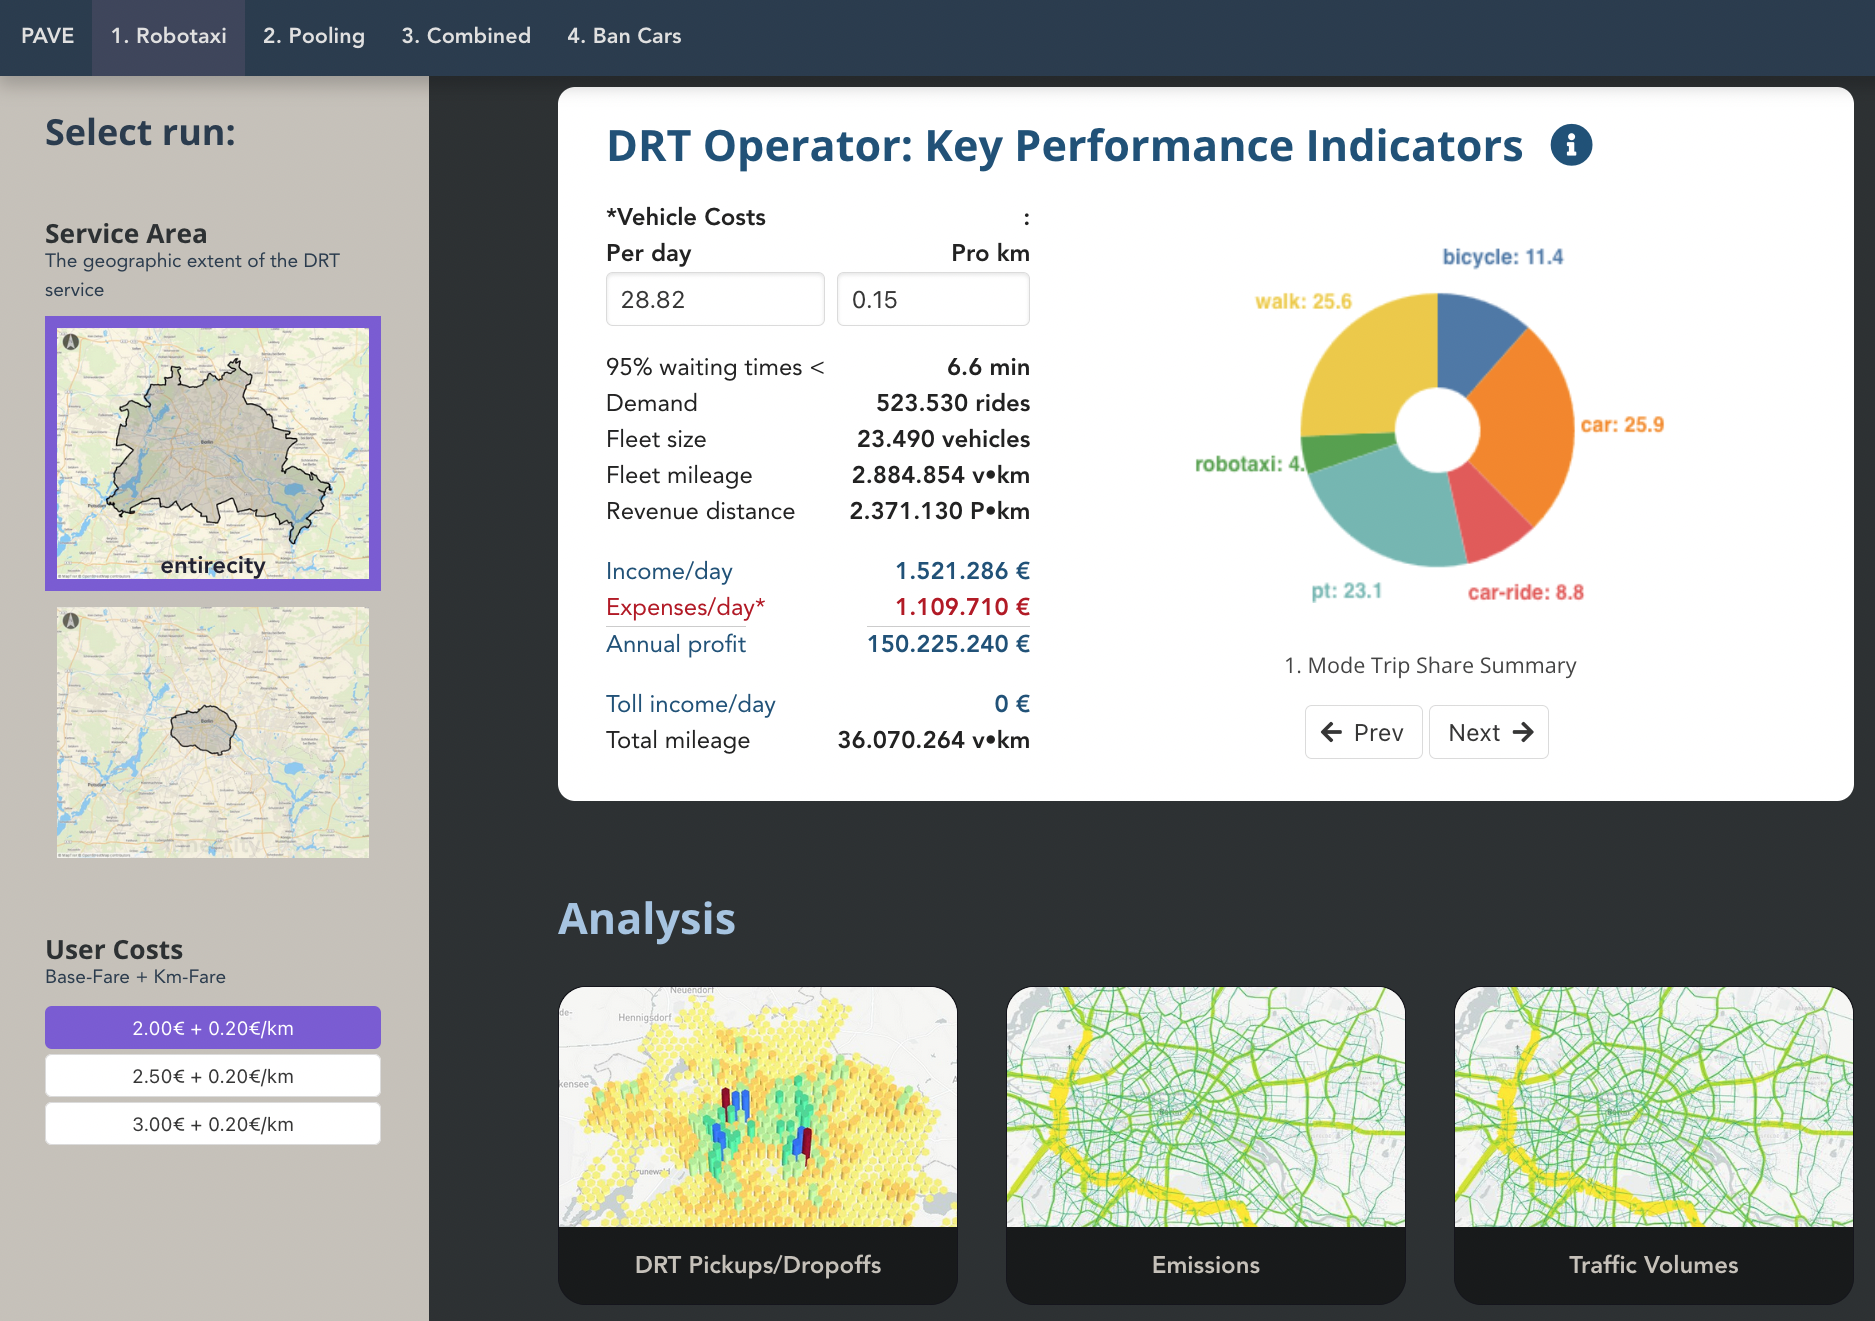 PAVE 1. Robotaxi 2. Pooling 3. Combined 4. Ban Cars
Select run:
Service Area
The geographic extent of the DRT
service
entirecity
User Costs
Base-Fare + Km-Fare
2.00€ + 0.20€/km
2.50€ + 0.20€/km
3.00€ + 0.20€/km
DRT Operator: Key Performance Indicators
*Vehicle Costs :
Per day Pro km
28.82 0.15
95% waiting times < 6.6 min
Demand 523.530 rides
Fleet size 23.490 vehicles
Fleet mileage 2.884.854 v•km
Revenue distance 2.371.130 P•km
Income/day 1.521.286 €
Expenses/day* 1.109.710 €
Annual profit 150.225.240 €
Toll income/day 0 €
Total mileage 36.070.264 v•km
bicycle: 11.4
walk: 25.6
car: 25.9
robotaxi: 4.
pt: 23.1
car-ride: 8.8
1. Mode Trip Share Summary
Prev Next
Analysis
Neuendorf
Hennigsdorf
DRT Pickups/Dropoffs
Emissions
Traffic Volumes